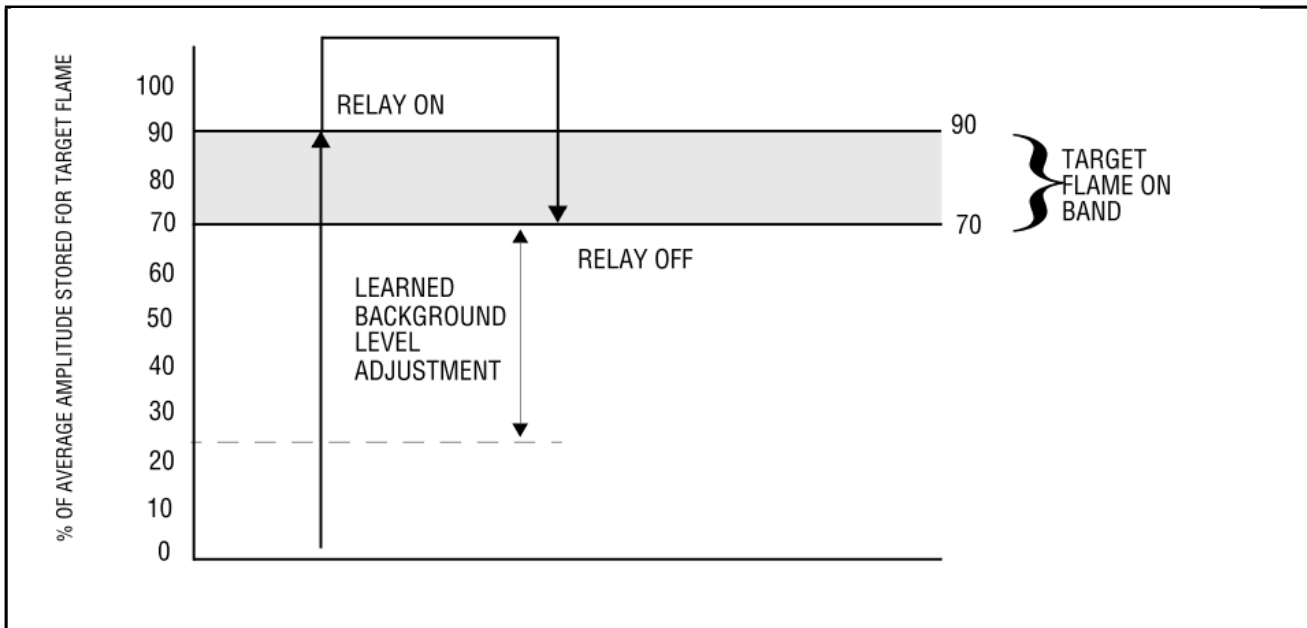 % OF AVERAGE AMPLITUDE STORED FOR TARGET FLAME
100
90
80
70
60
50
40
30
20
10
0
RELAY ON
RELAY OFF
LEARNED
BACKGROUND
LEVEL
ADJUSTMENT
90
70
TARGET
FLAME ON
BAND